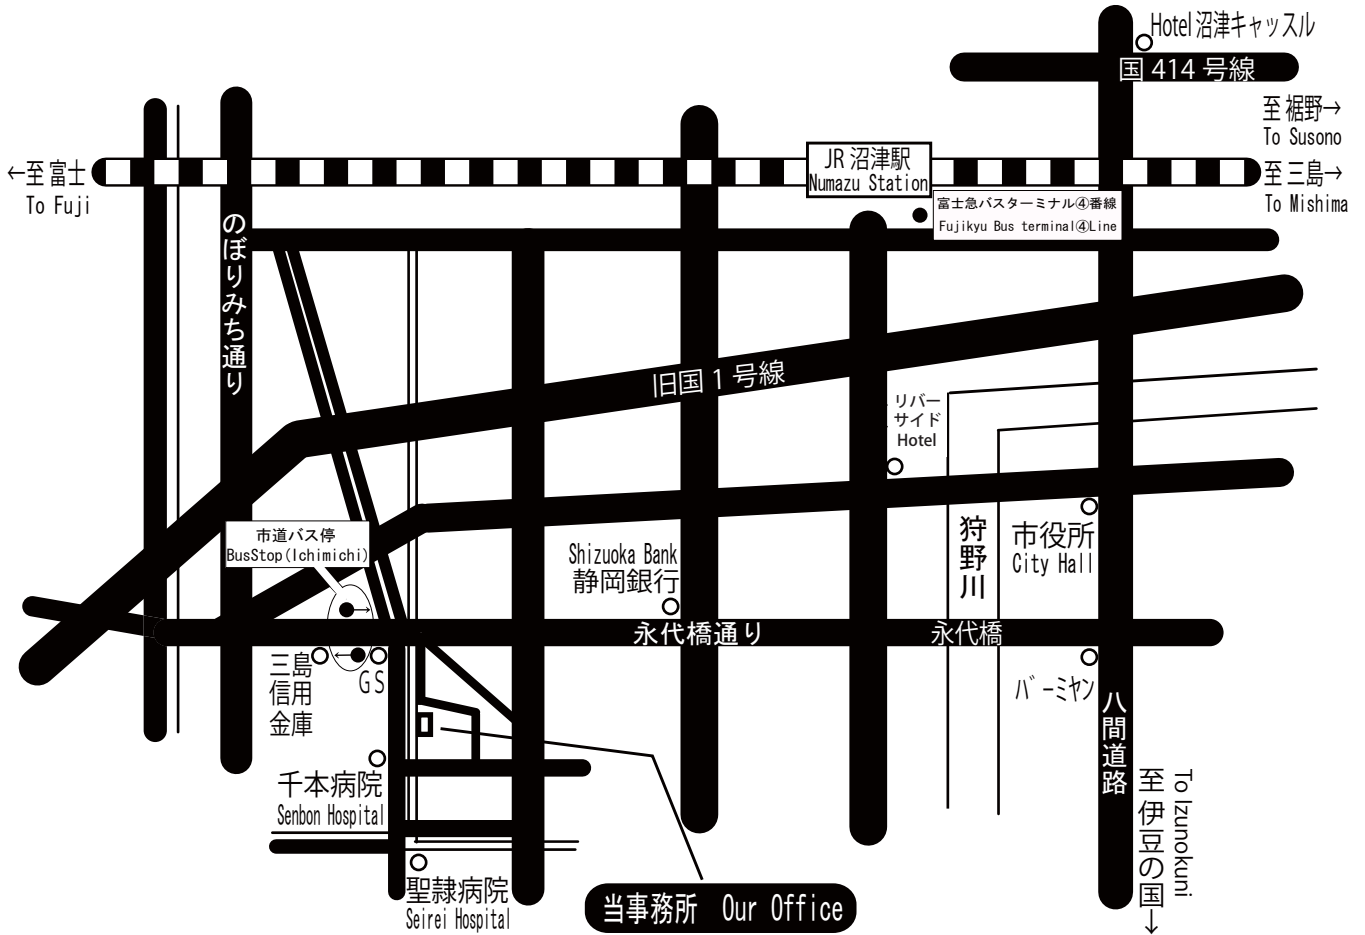 Hotel 沼津キャッスル
国 414 号線
至 裾野→
To Susono
←至 富士
To Fuji
JR 沼津駅
Numazu Station
至 三島→
To Mishima
富士急バスターミナル④番線
Fujikyu Bus terminal④Line
のぼりみち通り
旧国 1 号線
リバー
サイド
Hotel
市道バス停
BusStop(Ichimichi)
Shizuoka Bank
静岡銀行
狩野川
市役所
City Hall
永代橋通り
永代橋
三島
信用
金庫
GS
バーミヤン
八間道路
千本病院
Senbon Hospital
至 伊豆の国→
To Izunokuni
聖隷病院
Seirei Hospital
当事務所 Our Office